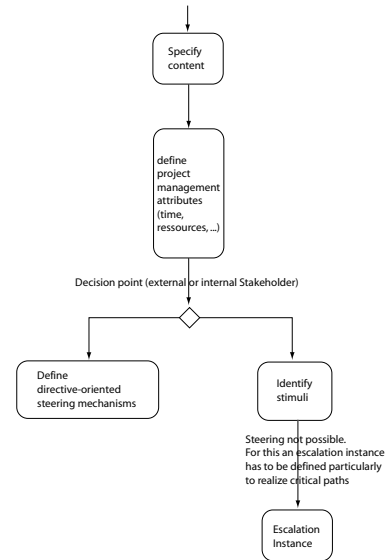 Specify
content
define
project
management
attributes
(time,
ressources, ...)
Decision point (external or internal Stakeholder)
Define
directive-oriented
steering mechanisms
Identify
stimuli
Steering not possible.
For this an escalation instance
has to be defined particularly
to realize critical paths
Escalation
Instance